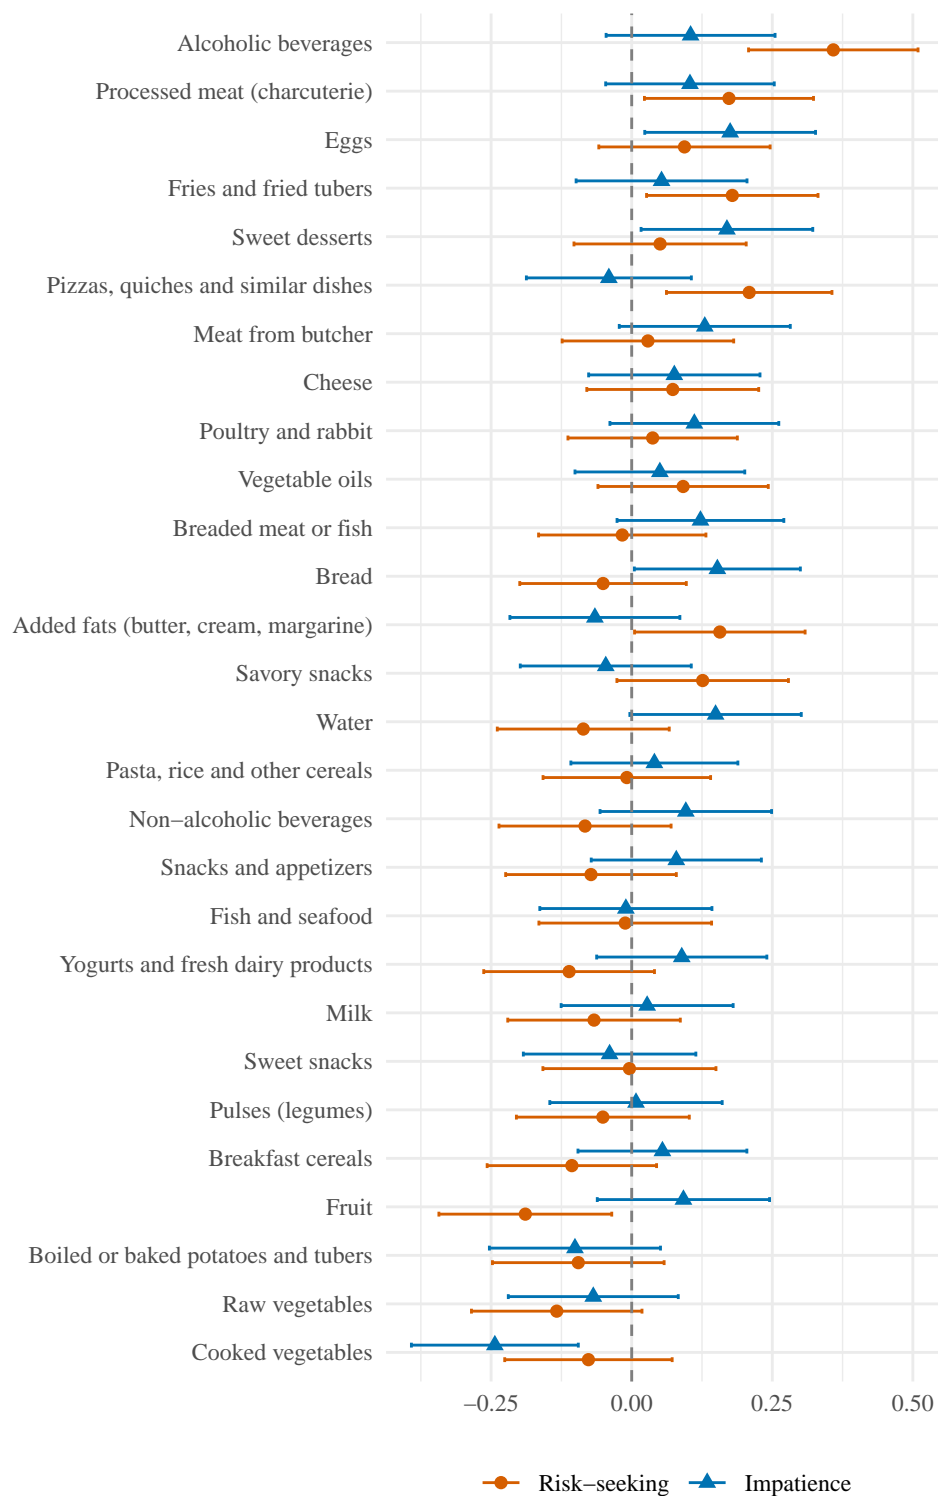 Alcoholic beverages
Processed meat (charcuterie)
Eggs
Fries and fried tubers
Sweet desserts
Pizzas, quiches and similar dishes
Meat from butcher
Cheese
Poultry and rabbit
Vegetable oils
Breaded meat or fish
Bread
Added fats (butter, cream, margarine)
Savory snacks
Water
Pasta, rice and other cereals
Non−alcoholic beverages
Snacks and appetizers
Fish and seafood
Yogurts and fresh dairy products
Milk
Sweet snacks
Pulses (legumes)
Breakfast cereals
Fruit
Boiled or baked potatoes and tubers
Raw vegetables
Cooked vegetables
−0.25 0.00 0.25 0.50
Risk−seeking Impatience